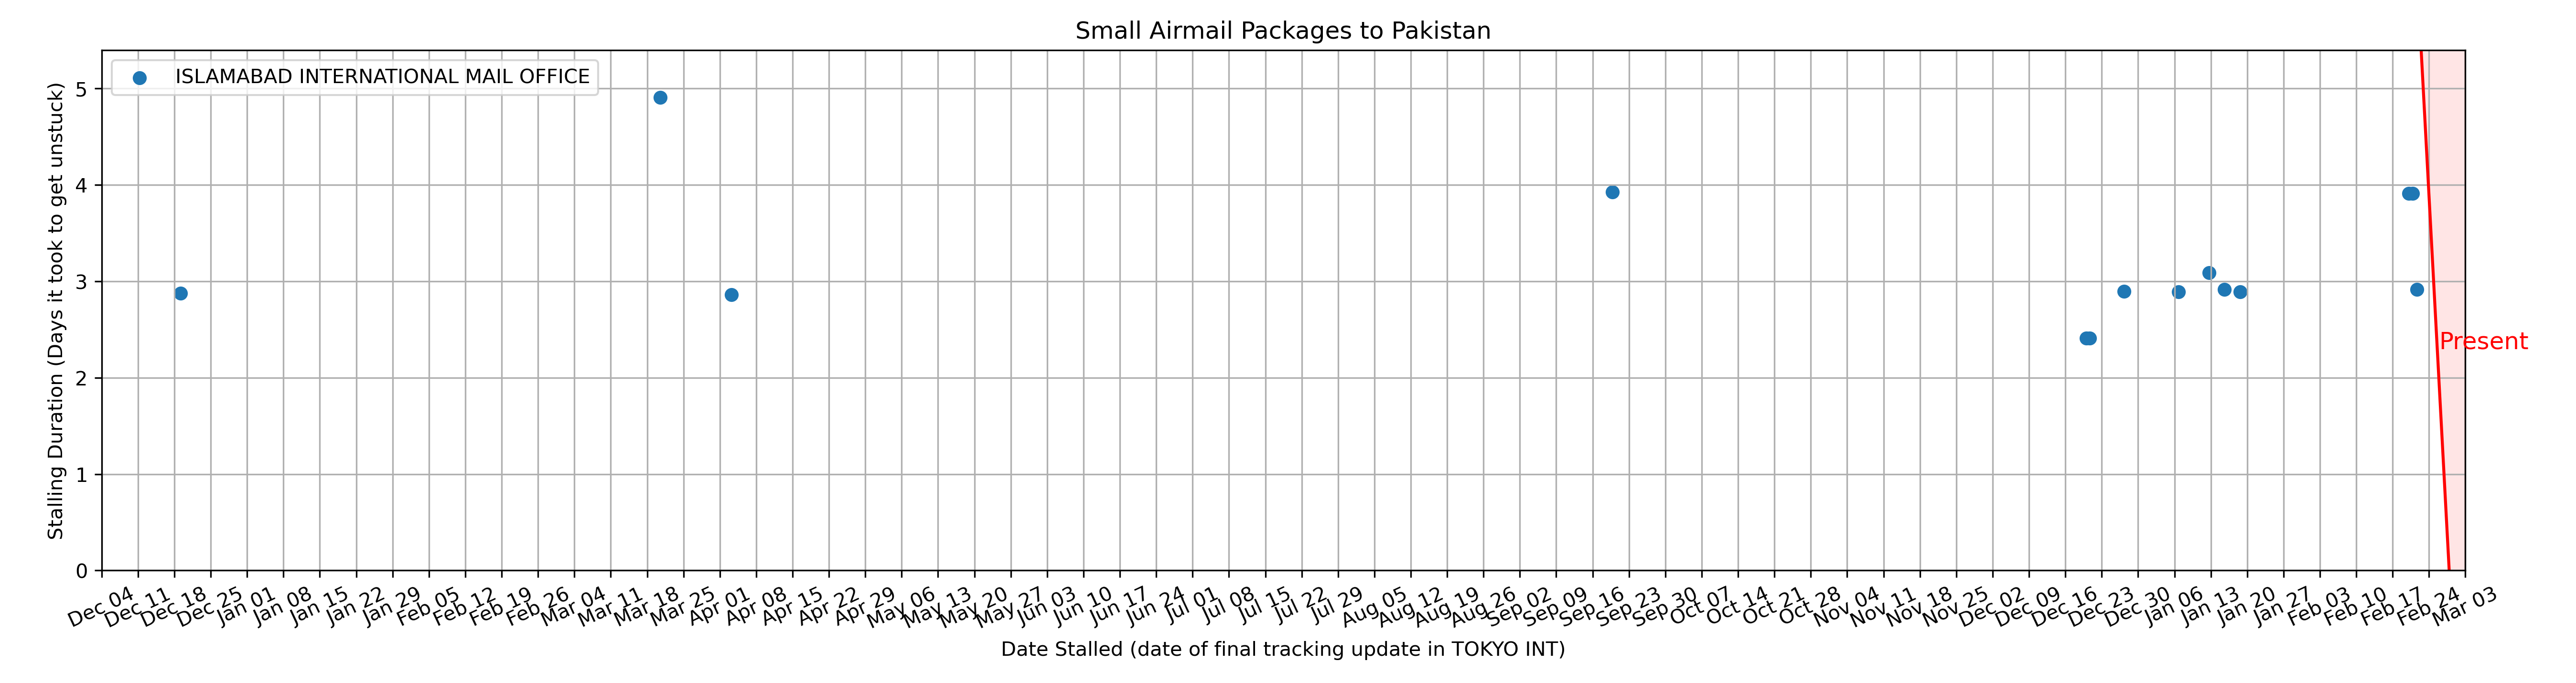 Small Airmail Packages to Pakistan
ISLAMABAD INTERNATIONAL MAIL OFFICE
Stalling Duration (Days it took to get unstuck)
5
4
3
2
1
0
Present
Dec 04 Dec 11 Dec 18 Dec 25 Jan 01 Jan 08 Jan 15 Jan 22 Jan 29 Feb 05 Feb 12 Feb 19 Feb 26 Mar 04 Mar 11 Mar 18 Mar 25 Apr 01 Apr 08 Apr 15 Apr 22 Apr 29 May 06 May 13 May 20 May 27 Jun 03 Jun 10 Jun 17 Jun 24 Jul 01 Jul 08 Jul 15 Jul 22 Jul 29 Aug 05 Aug 12 Aug 19 Aug 26 Sep 02 Sep 09 Sep 16 Sep 23 Sep 30 Oct 07 Oct 14 Oct 21 Oct 28 Nov 04 Nov 11 Nov 18 Nov 25 Dec 02 Dec 09 Dec 16 Dec 23 Dec 30 Jan 06 Jan 13 Jan 20 Jan 27 Feb 03 Feb 10 Feb 17 Feb 24 Mar 03
Date Stalled (date of final tracking update in TOKYO INT)